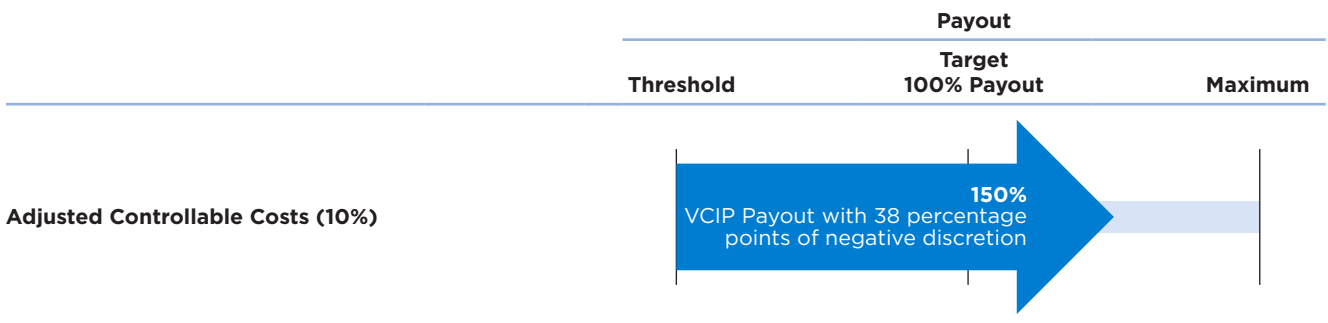 Payout
Target
Threshold 100% Payout Maximum
Adjusted Controllable Costs (10%)
150%
VCIP Payout with 38 percentage
points of negative discretion